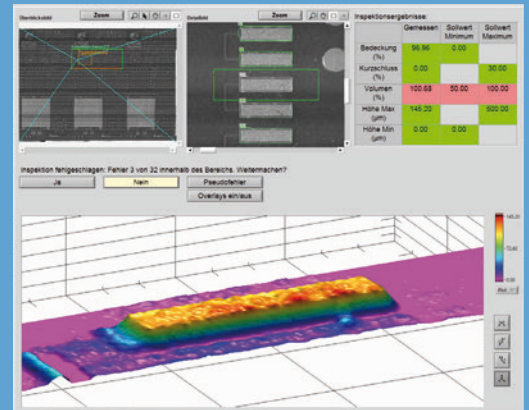 Überblicksbild
Zoom
Detailbild
Zoom
Inspektionsergebnisse:
Gemessen
Sollwert Minimum
Sollwert Maximum
Bedeckung (%)
96.96
0.00
Kurzschluss (%)
0.00
30.00
Volumen (%)
100.68
50.00
100.00
Höhe Max (µm)
145.20
500.00
Höhe Min (µm)
0.00
0.00
Inspektion fehlgeschlagen: Fehler 3 von 32 innerhalb des Bereichs. Weitermachen?
Ja
Nein
Pseudofehler
Overlays ein/aus
0.00